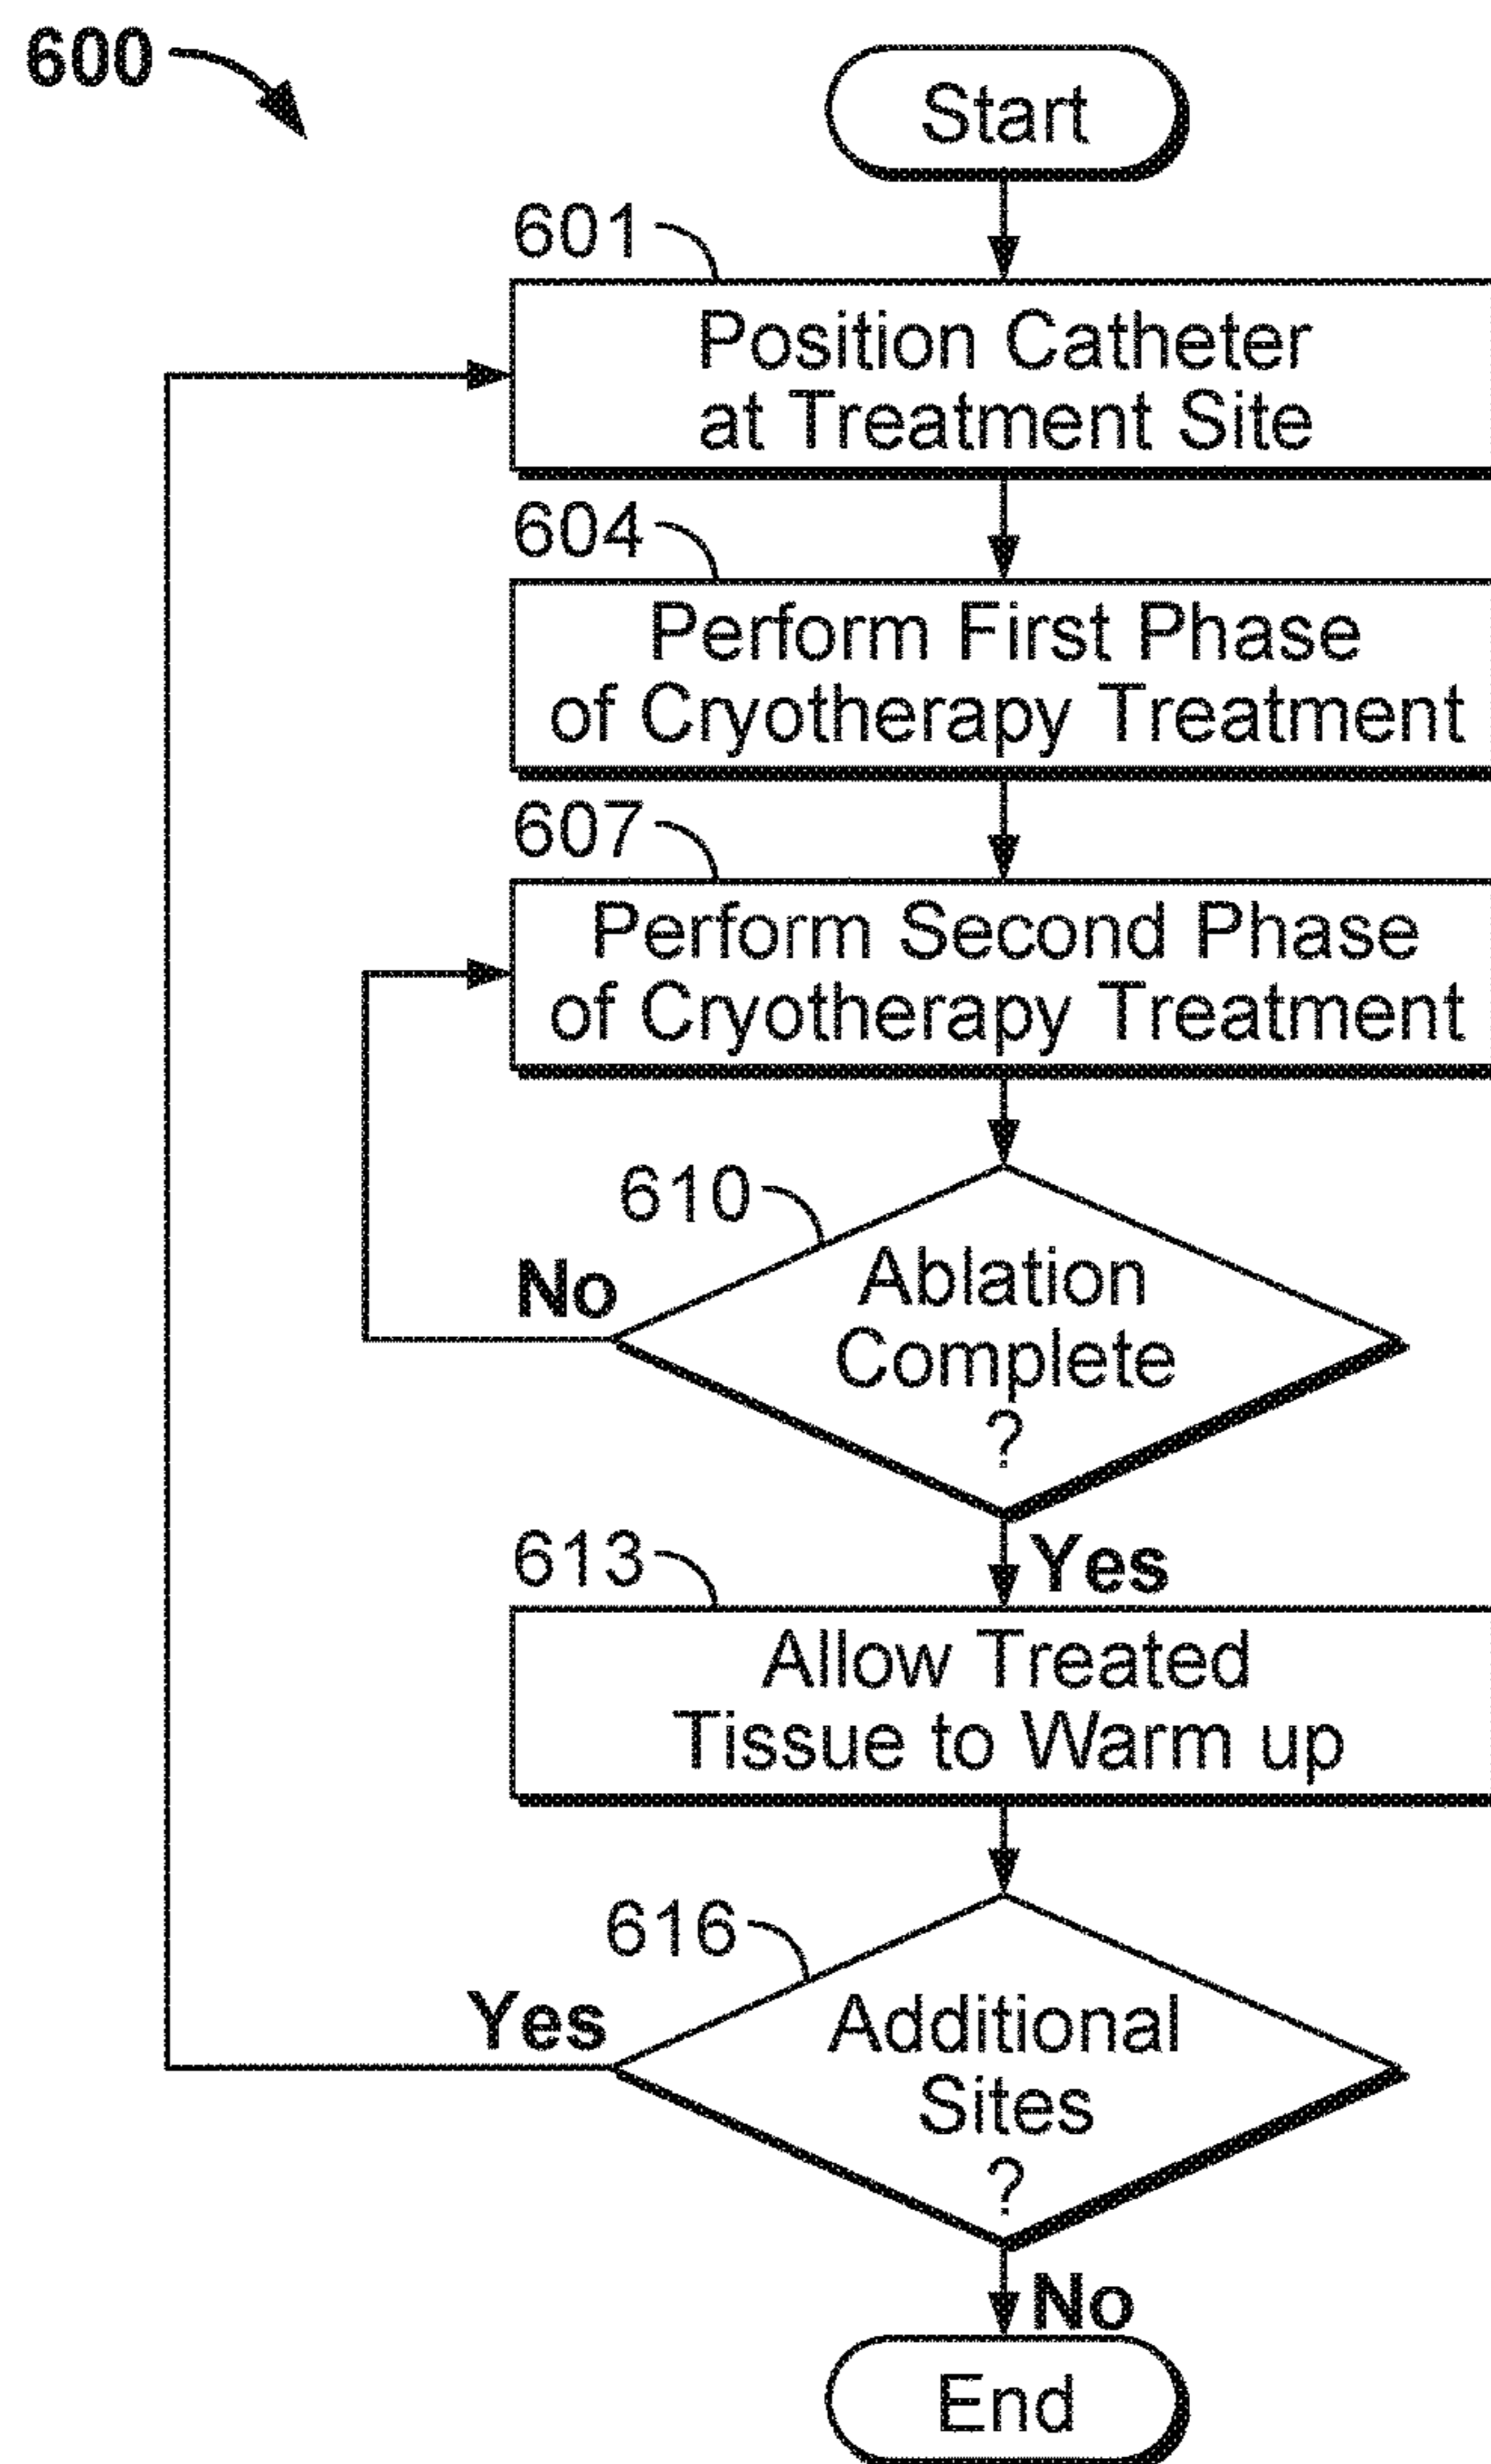 600
Start
601
Position Catheter
at Treatment Site
604
Perform First Phase
of Cryotherapy Treatment
607
Perform Second Phase
of Cryotherapy Treatment
610
No
Ablation
Complete
?
Yes
613
Allow Treated
Tissue to Warm up
616
Yes
Additional
Sites
?
No
End